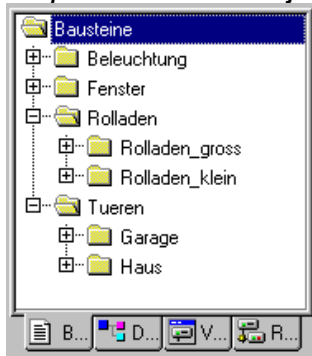 Bausteine
Beleuchtung
Fenster
Rolladen
Rolladen_gross
Rolladen_klein
Tueren
Garage
Haus
B... D... V... R...